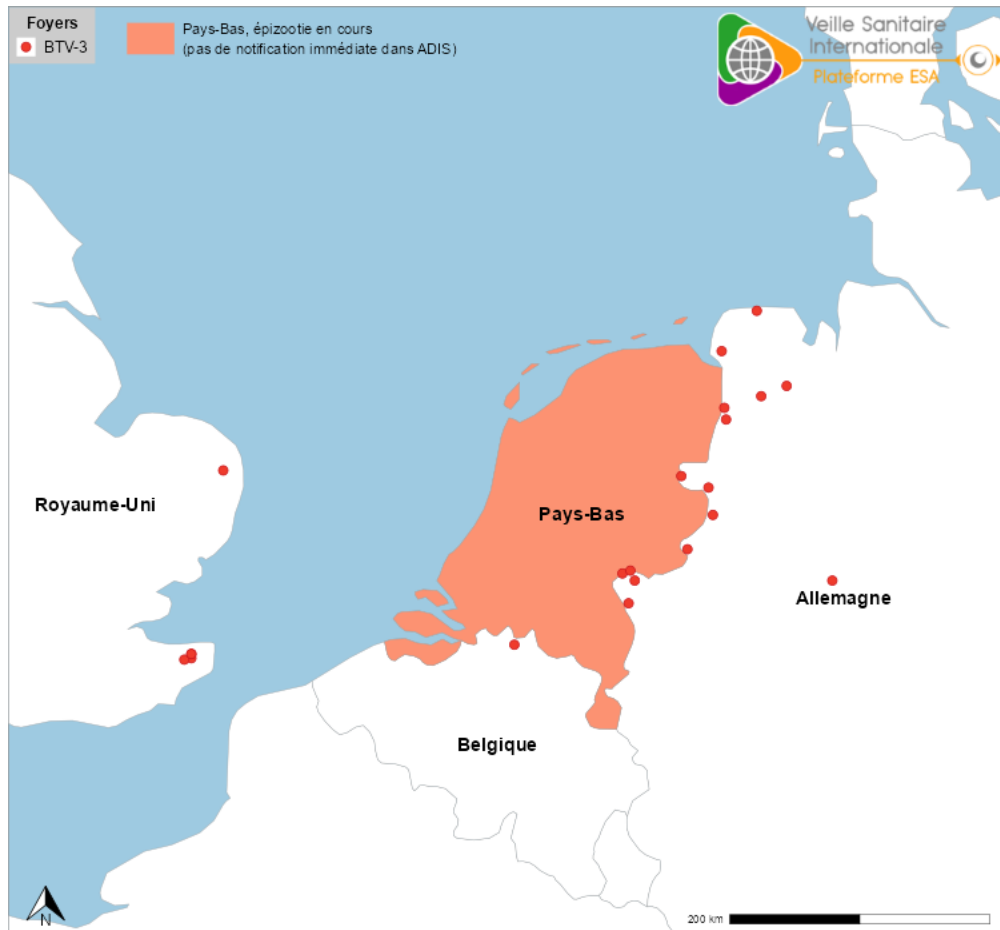 Foyers
BTV-3
Pays-Bas, épizootie en cours
(pas de notification immédiate dans ADIS)
Veille Sanitaire
Internationale
Plateforme ESA
Royaume-Uni
Pays-Bas
Allemagne
Belgique
N
200 km